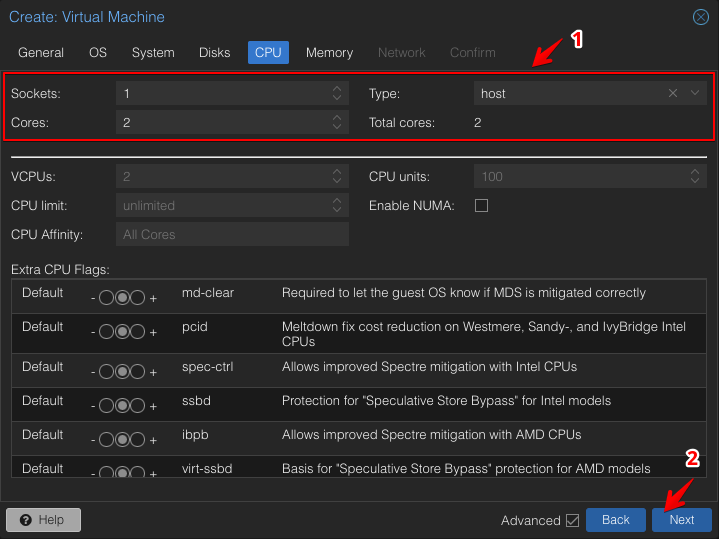 Create: Virtual Machine
General OS System Disks CPU Memory Network Confirm
1
Sockets: 1 Type: host
Cores: 2 Total cores: 2
VCPUs: 2 CPU units: 100
CPU limit: unlimited Enable NUMA:
CPU Affinity: All Cores
Extra CPU Flags:
Default - + md-clear Required to let the guest OS know if MDS is mitigated correctly
Default - + pcid Meltdown fix cost reduction on Westmere, Sandy-, and IvyBridge Intel
CPUs
Default - + spec-ctrl Allows improved Spectre mitigation with Intel CPUs
Default - + ssbd Protection for "Speculative Store Bypass" for Intel models
Default - + ibpb Allows improved Spectre mitigation with AMD CPUs
Default - + virt-ssbd Basis for "Speculative Store Bypass" protection for AMD models
2
Help Advanced Back Next